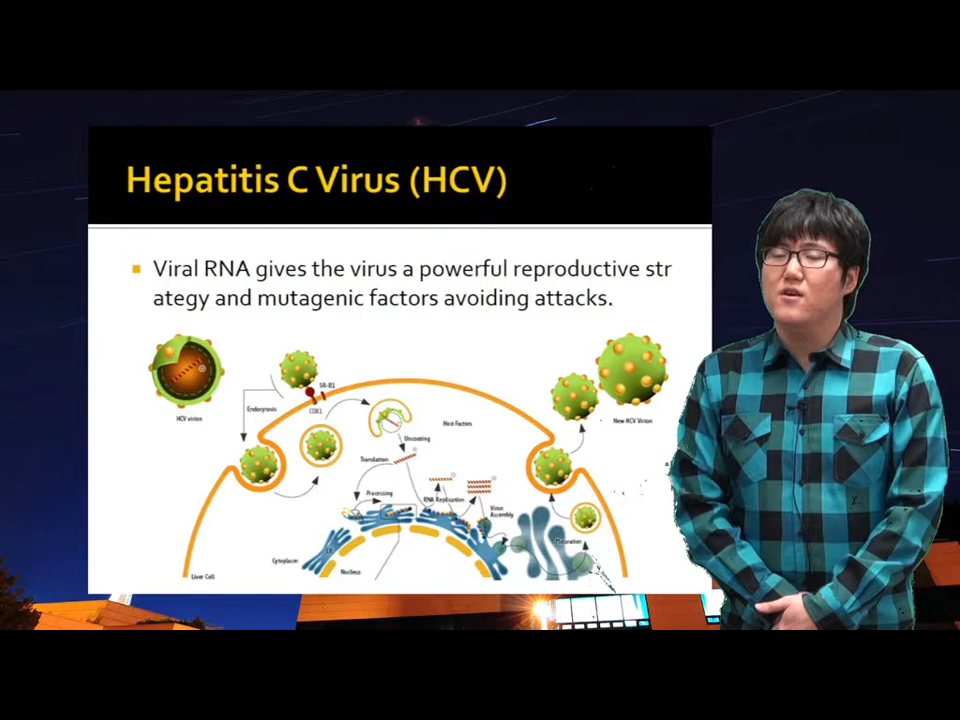 Hepatitis C Virus (HCV)
Viral RNA gives the virus a powerful reproductive str
ategy and mutagenic factors avoiding attacks.
SR-B1
HCV virion
Endocytosis
CD81
Host Factors
New HCV Virion
Uncoating
Translation
Processing
RNA Replication
Virion
Assembly
Maturation
ER
Cytoplasm
Nucleus
Liver Cell